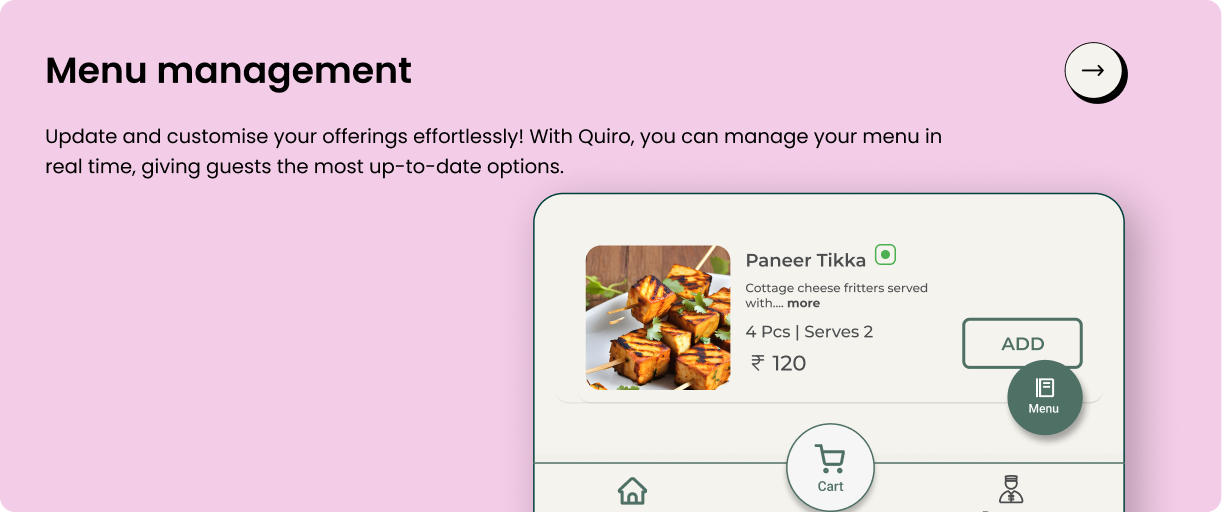 Menu management
Update and customise your offerings effortlessly! With Quiro, you can manage your menu in
real time, giving guests the most up-to-date options.
Paneer Tikka
Cottage cheese fritters served
with.... more
4 Pcs | Serves 2
₹ 120
ADD
Menu
Cart